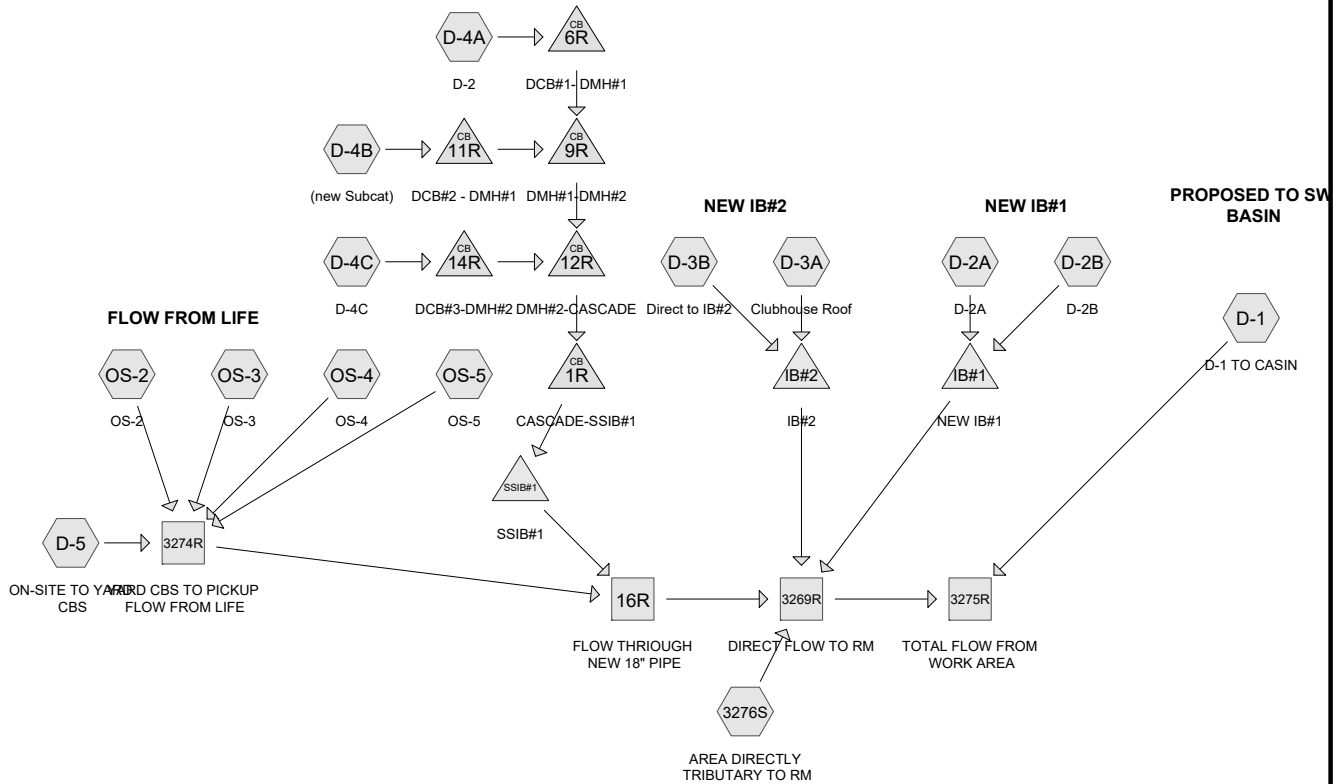 D-4A
CB
6R
D-2
DCB#1- DMH#1
D-4B
CB
11R
CB
9R
(new Subcat)
DCB#2 - DMH#1
DMH#1-DMH#2
NEW IB#2
NEW IB#1
PROPOSED TO SW
BASIN
D-4C
CB
14R
CB
12R
D-3B
D-3A
D-2A
D-2B
D-4C
DCB#3-DMH#2
DMH#2-CASCADE
Direct to IB#2
Clubhouse Roof
D-2A
D-2B
FLOW FROM LIFE
D-1
D-1 TO CASIN
OS-2
OS-3
OS-4
OS-5
CB
1R
IB#2
IB#1
OS-2
OS-3
OS-4
OS-5
CASCADE-SSIB#1
IB#2
NEW IB#1
SSIB#1
SSIB#1
D-5
3274R
ON-SITE TO YARD
CBS
YARD CBS TO PICKUP
FLOW FROM LIFE
16R
3269R
3275R
FLOW THRIOUGH
NEW 18" PIPE
DIRECT FLOW TO RM
TOTAL FLOW FROM
WORK AREA
3276S
AREA DIRECTLY
TRIBUTARY TO RM